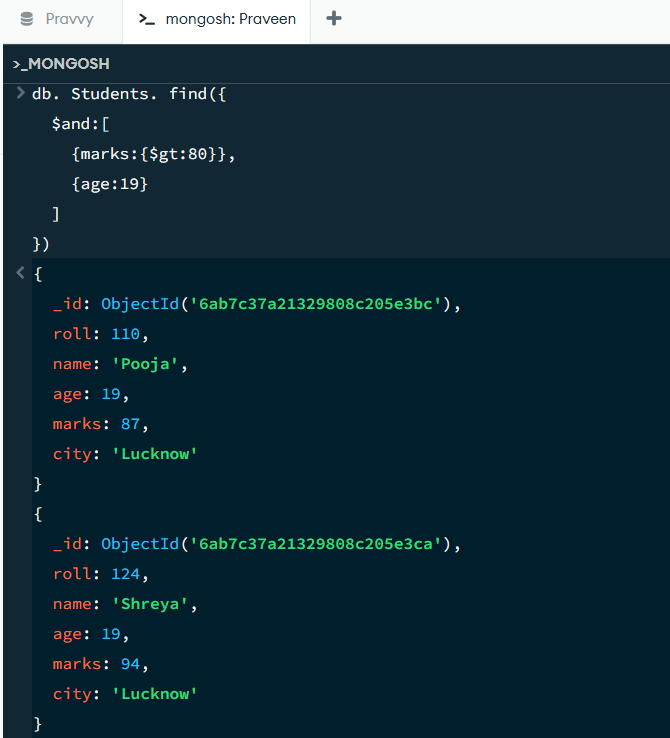 Pravvy >_ mongosh: Praveen +
>_MONGOSH
> db. Students. find({
$and:[
{marks:{$gt:80}},
{age:19}
]
})
< {
_id: ObjectId('6ab7c37a21329808c205e3bc'),
roll: 110,
name: 'Pooja',
age: 19,
marks: 87,
city: 'Lucknow'
}
{
_id: ObjectId('6ab7c37a21329808c205e3ca'),
roll: 124,
name: 'Shreya',
age: 19,
marks: 94,
city: 'Lucknow'
}